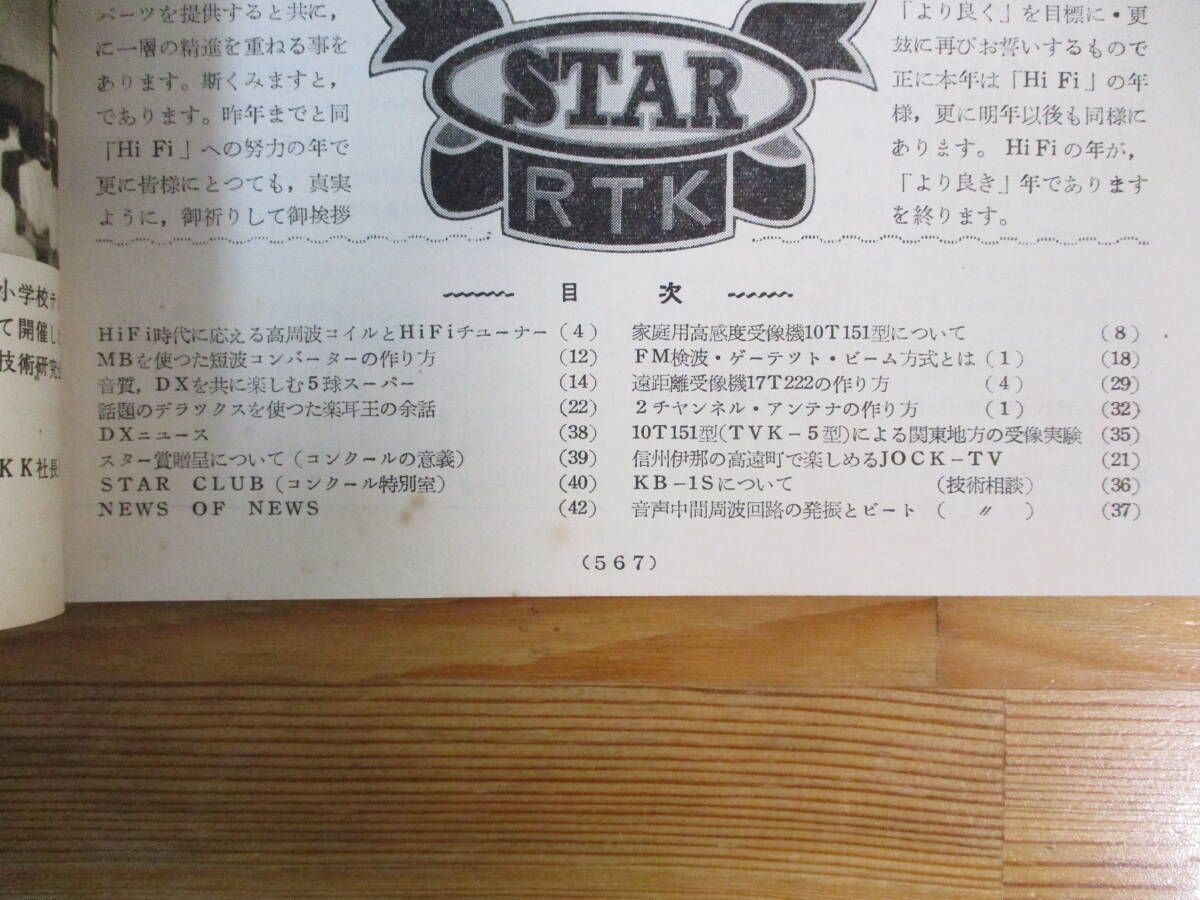 パーツを提供すると共に,
に一層の精進を重ねる事を
あります。斯くみますと,
であります。昨年までと同
「Hi Fi」への努力の年で
更に皆様にとつても, 真実
ように, 御祈りして御挨拶
STAR
RTK
「より良く」を目標に・更
玆に再びお誓いするもので
正に本年は「Hi Fi」の年
様, 更に明年以後も同様に
あります。HiFiの年が,
「より良き」年であります
を終ります。
小学校テ
て開催し
技術研究
KK社長
目次
HiFi時代に応える高周波コイルとHiFiチユーナー (4)
MBを使つた短波コンバーターの作り方 (12)
音質, DXを共に楽しむ5球スーパー (14)
話題のデラツクスを使つた楽耳王の余話 (22)
DXニユース (38)
スター賞贈呈について (コンクールの意義) (39)
STAR CLUB (コンクール特別室) (40)
NEWS OF NEWS (42)
家庭用高感度受像機10T151型について (8)
FM検波・ゲーテツト・ビーム方式とは (1) (18)
遠距離受像機17T222の作り方 (4) (29)
2チヤンネル・アンテナの作り方 (1) (32)
10T151型(TVK-5型)による関東地方の受像実験 (35)
信州伊那の高遠町で楽しめるJOCK-TV (21)
KB-1Sについて (技術相談) (36)
音声中間周波回路の発振とビート ( 〃 ) (37)
(567)